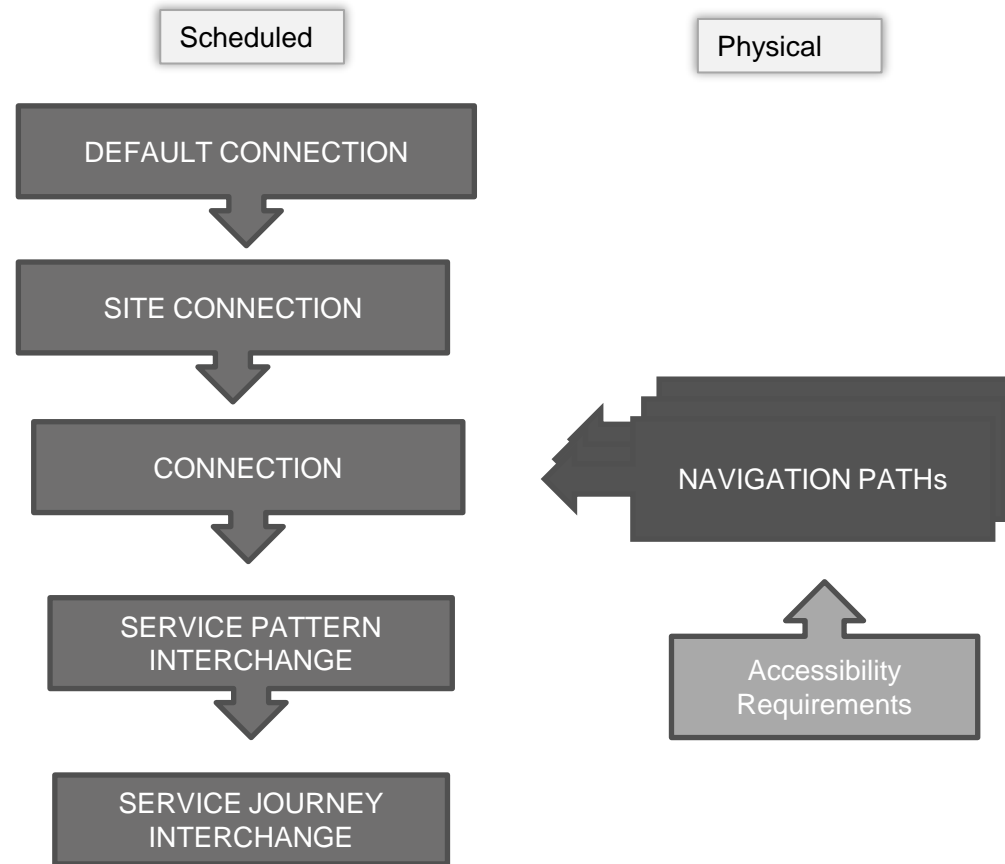 Scheduled
Physical
DEFAULT CONNECTION
SITE CONNECTION
CONNECTION
NAVIGATION PATHs
SERVICE PATTERN
INTERCHANGE
Accessibility
Requirements
SERVICE JOURNEY
INTERCHANGE